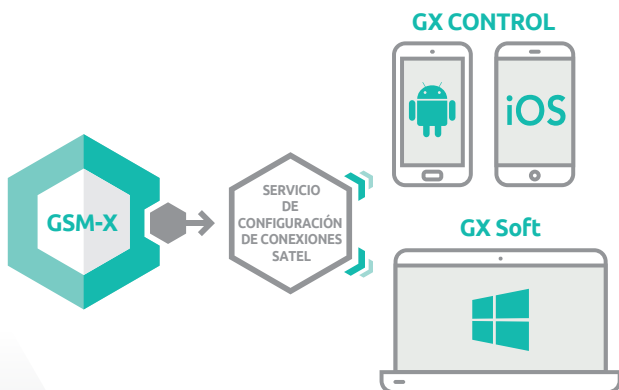 GX CONTROL
iOS
GSM-X
SERVICIO
DE
CONFIGURACIÓN
DE CONEXIONES
SATEL
GX Soft